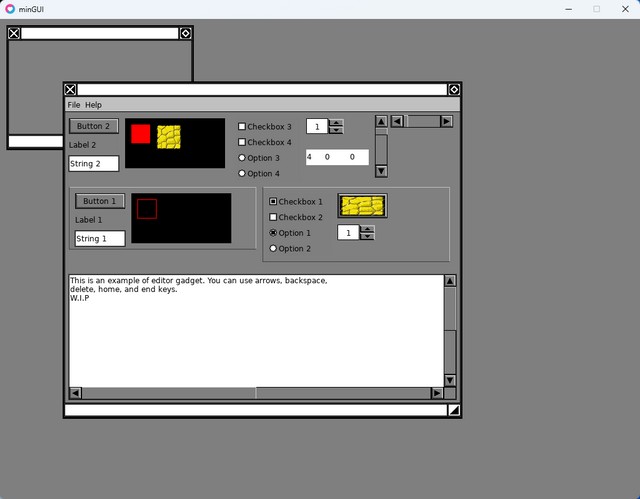 minGUI
File Help
Button 2
Label 2
String 2
Checkbox 3
Checkbox 4
Option 3
Option 4
1
4 0 0
Button 1
Label 1
String 1
Checkbox 1
Checkbox 2
Option 1
Option 2
1
This is an example of editor gadget. You can use arrows, backspace,
delete, home, and end keys.
W.I.P